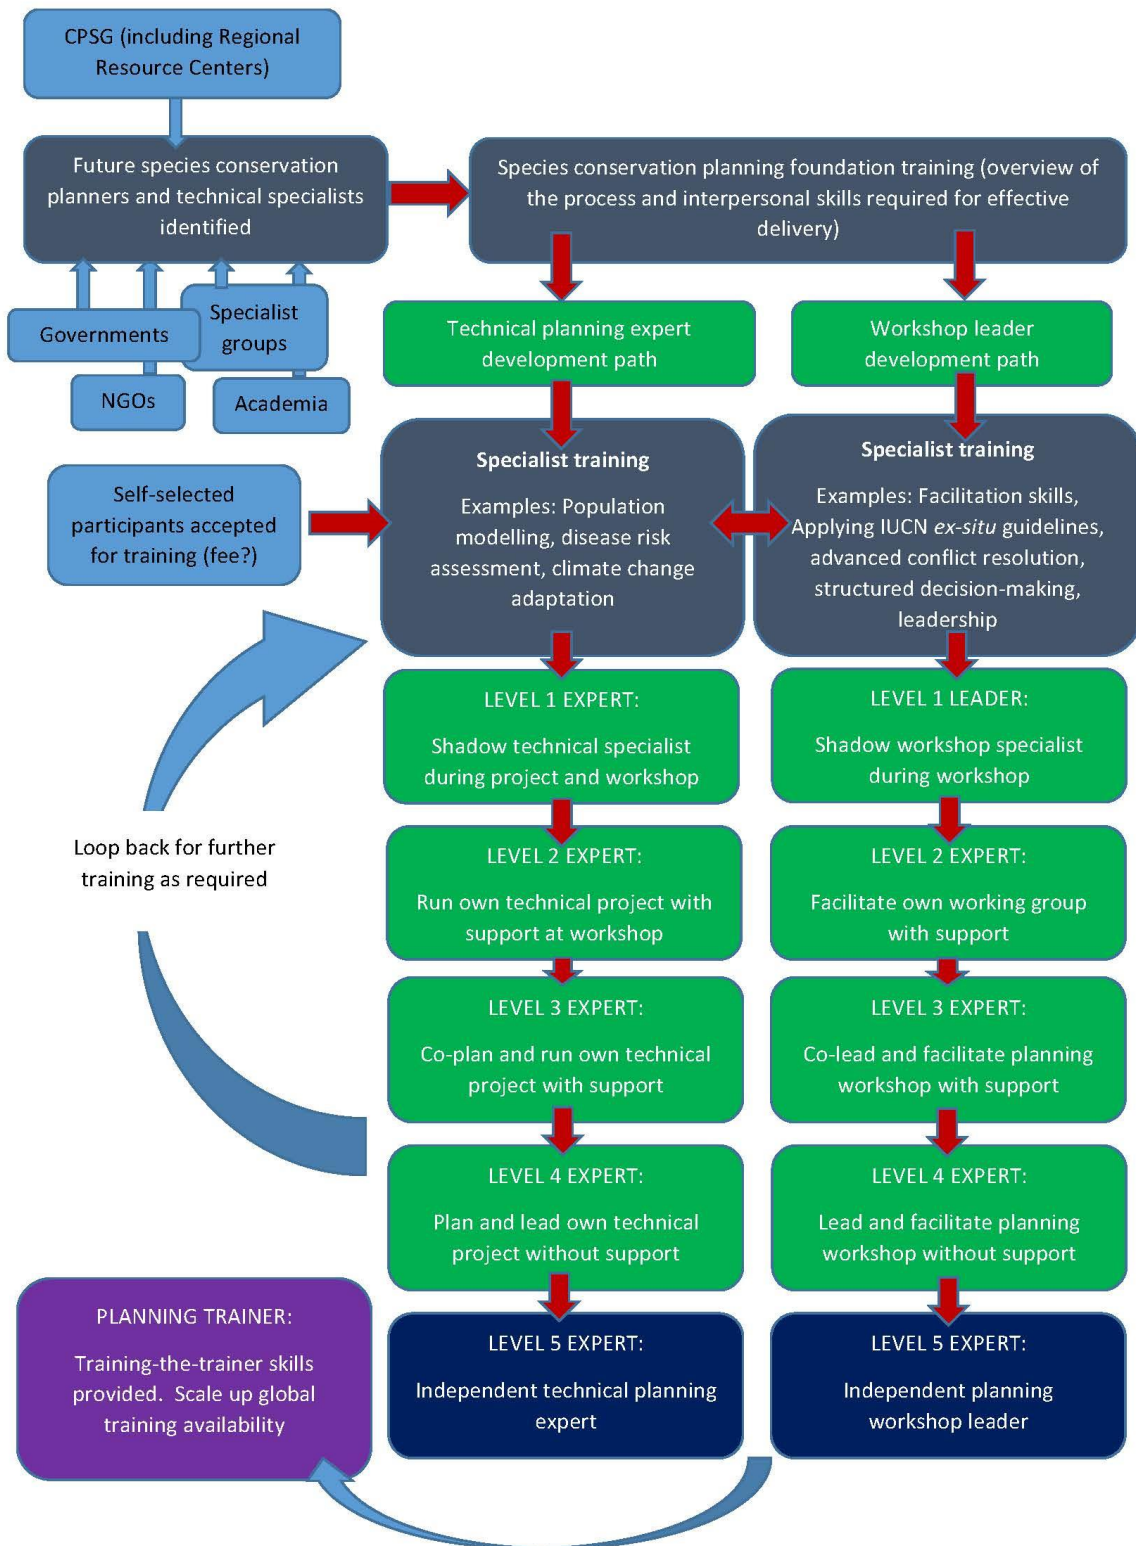 CPSG (including Regional
Resource Centers)
Future species conservation
planners and technical specialists
identified
Species conservation planning foundation training (overview of
the process and interpersonal skills required for effective
delivery)
Governments
Specialist
groups
NGOs
Academia
Technical planning expert
development path
Workshop leader
development path
Self-selected
participants accepted
for training (fee?)
Specialist training
Examples: Population
modelling, disease risk
assessment, climate change
adaptation
Specialist training
Examples: Facilitation skills,
Applying IUCN ex-situ guidelines,
advanced conflict resolution,
structured decision-making,
leadership
LEVEL 1 EXPERT:
Shadow technical specialist
during project and workshop
LEVEL 1 LEADER:
Shadow workshop specialist
during workshop
Loop back for further
training as required
LEVEL 2 EXPERT:
Run own technical project with
support at workshop
LEVEL 2 EXPERT:
Facilitate own working group
with support
LEVEL 3 EXPERT:
Co-plan and run own technical
project with support
LEVEL 3 EXPERT:
Co-lead and facilitate planning
workshop with support
LEVEL 4 EXPERT:
Plan and lead own technical
project without support
LEVEL 4 EXPERT:
Lead and facilitate planning
workshop without support
PLANNING TRAINER:
Training-the-trainer skills
provided.  Scale up global
training availability
LEVEL 5 EXPERT:
Independent technical planning
expert
LEVEL 5 EXPERT:
Independent planning
workshop leader